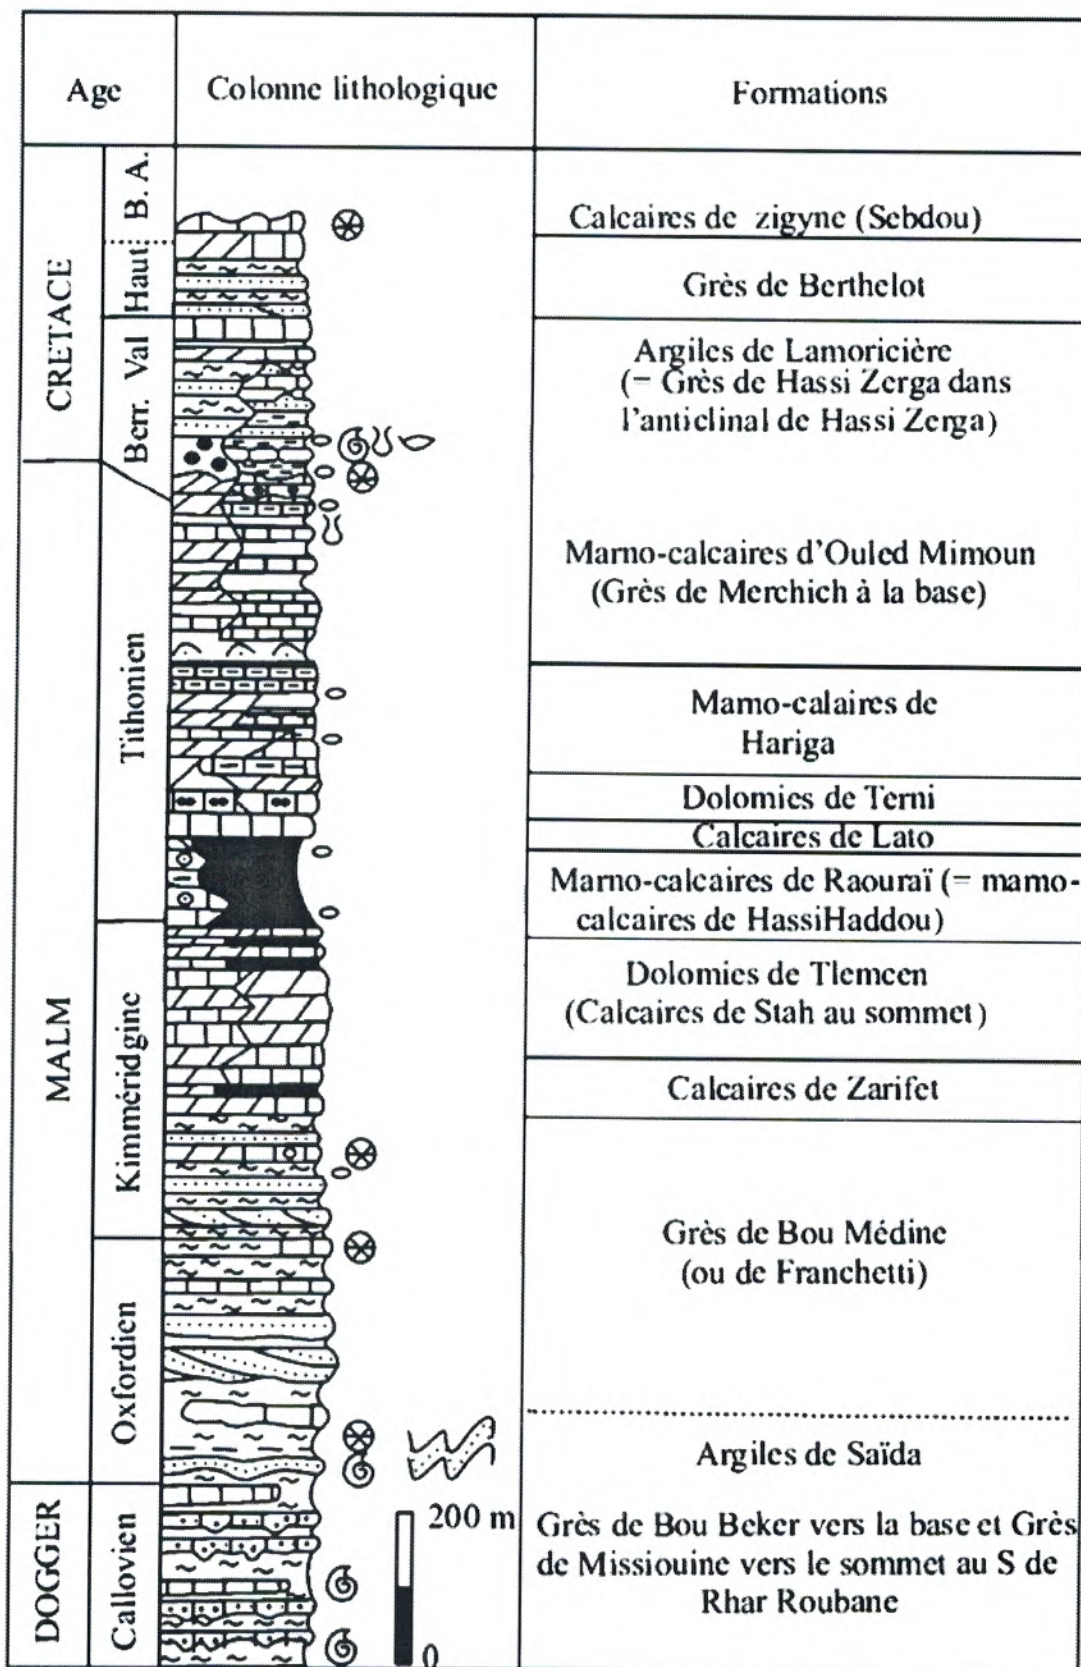 Age
Colonne lithologique
Formations
CRETACE
B. A.
Haut
Val
Berr.
MALM
Tithonien
Kimméridgine
Oxfordien
DOGGER
Callovien
Calcaires de zigyne (Sebdou)
Grès de Berthelot
Argiles de Lamoricière
(= Grès de Hassi Zerga dans
l'anticlinal de Hassi Zerga)
Marno-calcaires d'Ouled Mimoun
(Grès de Merchich à la base)
Marno-calaires de
Hariga
Dolomies de Terni
Calcaires de Lato
Marno-calcaires de Raouraï (= marno-
calcaires de HassiHaddou)
Dolomies de Tlemcen
(Calcaires de Stah au sommet)
Calcaires de Zarifet
Grès de Bou Médine
(ou de Franchetti)
Argiles de Saïda
Grès de Bou Beker vers la base et Grès
de Missiouine vers le sommet au S de
Rhar Roubane
200 m
0